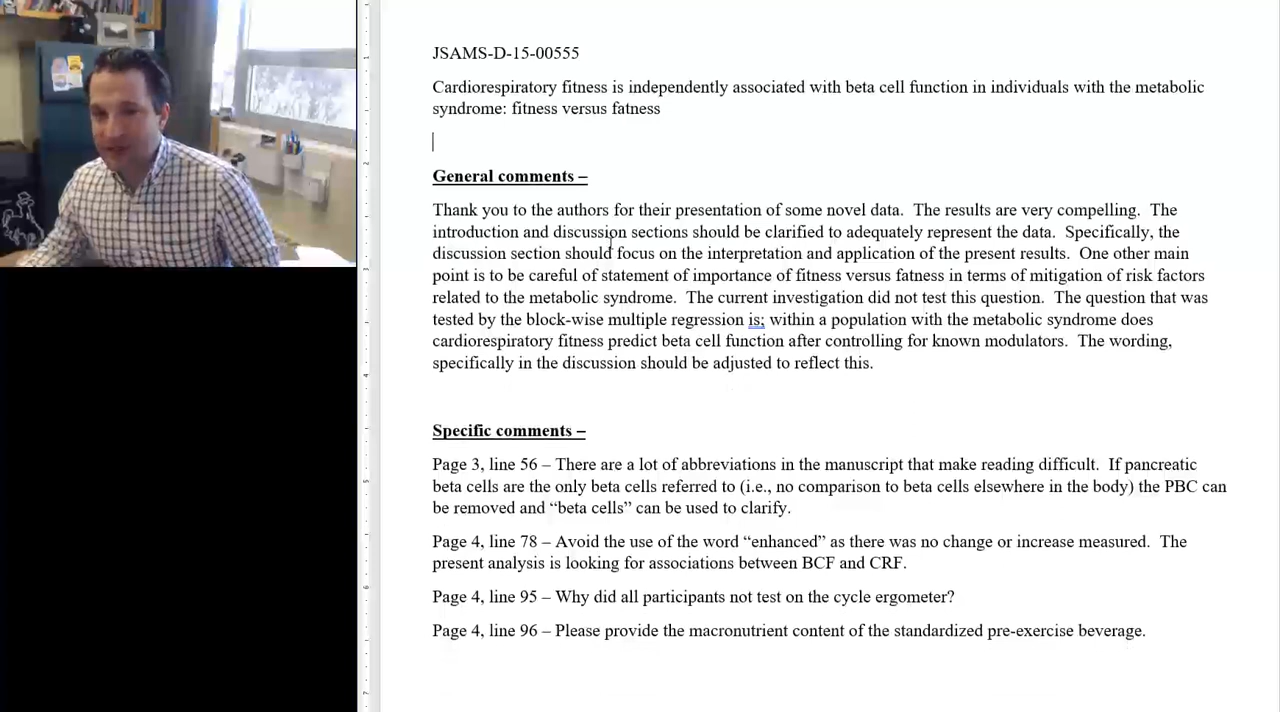 JSAMS-D-15-00555
Cardiorespiratory fitness is independently associated with beta cell function in individuals with the metabolic
syndrome: fitness versus fatness
General comments –
Thank you to the authors for their presentation of some novel data.  The results are very compelling.  The
introduction and discussion sections should be clarified to adequately represent the data.  Specifically, the
discussion section should focus on the interpretation and application of the present results.  One other main
point is to be careful of statement of importance of fitness versus fatness in terms of mitigation of risk factors
related to the metabolic syndrome.  The current investigation did not test this question.  The question that was
tested by the block-wise multiple regression is; within a population with the metabolic syndrome does
cardiorespiratory fitness predict beta cell function after controlling for known modulators.  The wording,
specifically in the discussion should be adjusted to reflect this.
Specific comments –
Page 3, line 56 – There are a lot of abbreviations in the manuscript that make reading difficult.  If pancreatic
beta cells are the only beta cells referred to (i.e., no comparison to beta cells elsewhere in the body) the PBC can
be removed and “beta cells” can be used to clarify.
Page 4, line 78 – Avoid the use of the word “enhanced” as there was no change or increase measured.  The
present analysis is looking for associations between BCF and CRF.
Page 4, line 95 – Why did all participants not test on the cycle ergometer?
Page 4, line 96 – Please provide the macronutrient content of the standardized pre-exercise beverage.